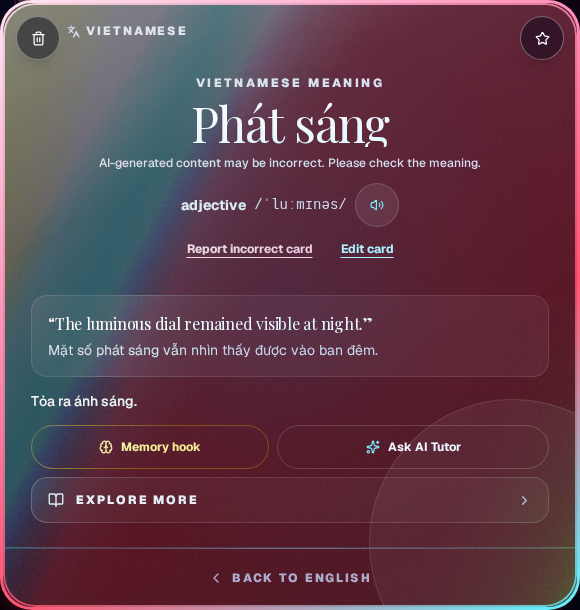 VIETNAMESE
VIETNAMESE MEANING
Phát sáng
AI-generated content may be incorrect. Please check the meaning.
adjective /ˈluːmɪnəs/
Report incorrect card Edit card
“The luminous dial remained visible at night.”
Mặt số phát sáng vẫn nhìn thấy được vào ban đêm.
Tỏa ra ánh sáng.
Memory hook Ask AI Tutor
EXPLORE MORE
BACK TO ENGLISH